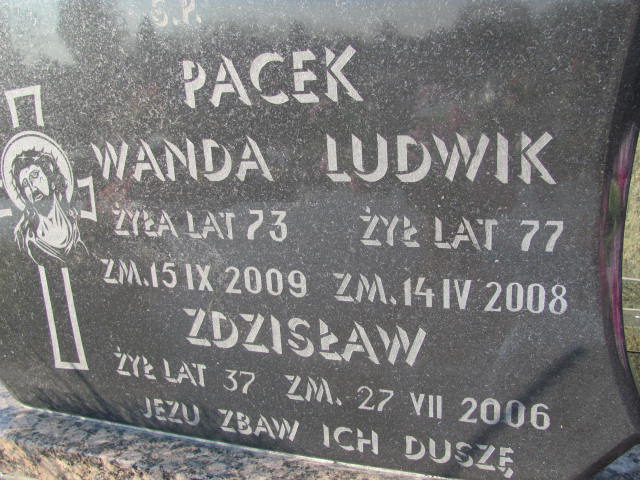 Ś.P.
PACEK
WANDA LUDWIK
ŻYŁA LAT 73 ŻYŁ LAT 77
ZM. 15 IX 2009 ZM. 14 IV 2008
ZDZISŁAW
ŻYŁ LAT 37 ZM. 27 VII 2006
JEZU ZBAW ICH DUSZĘ